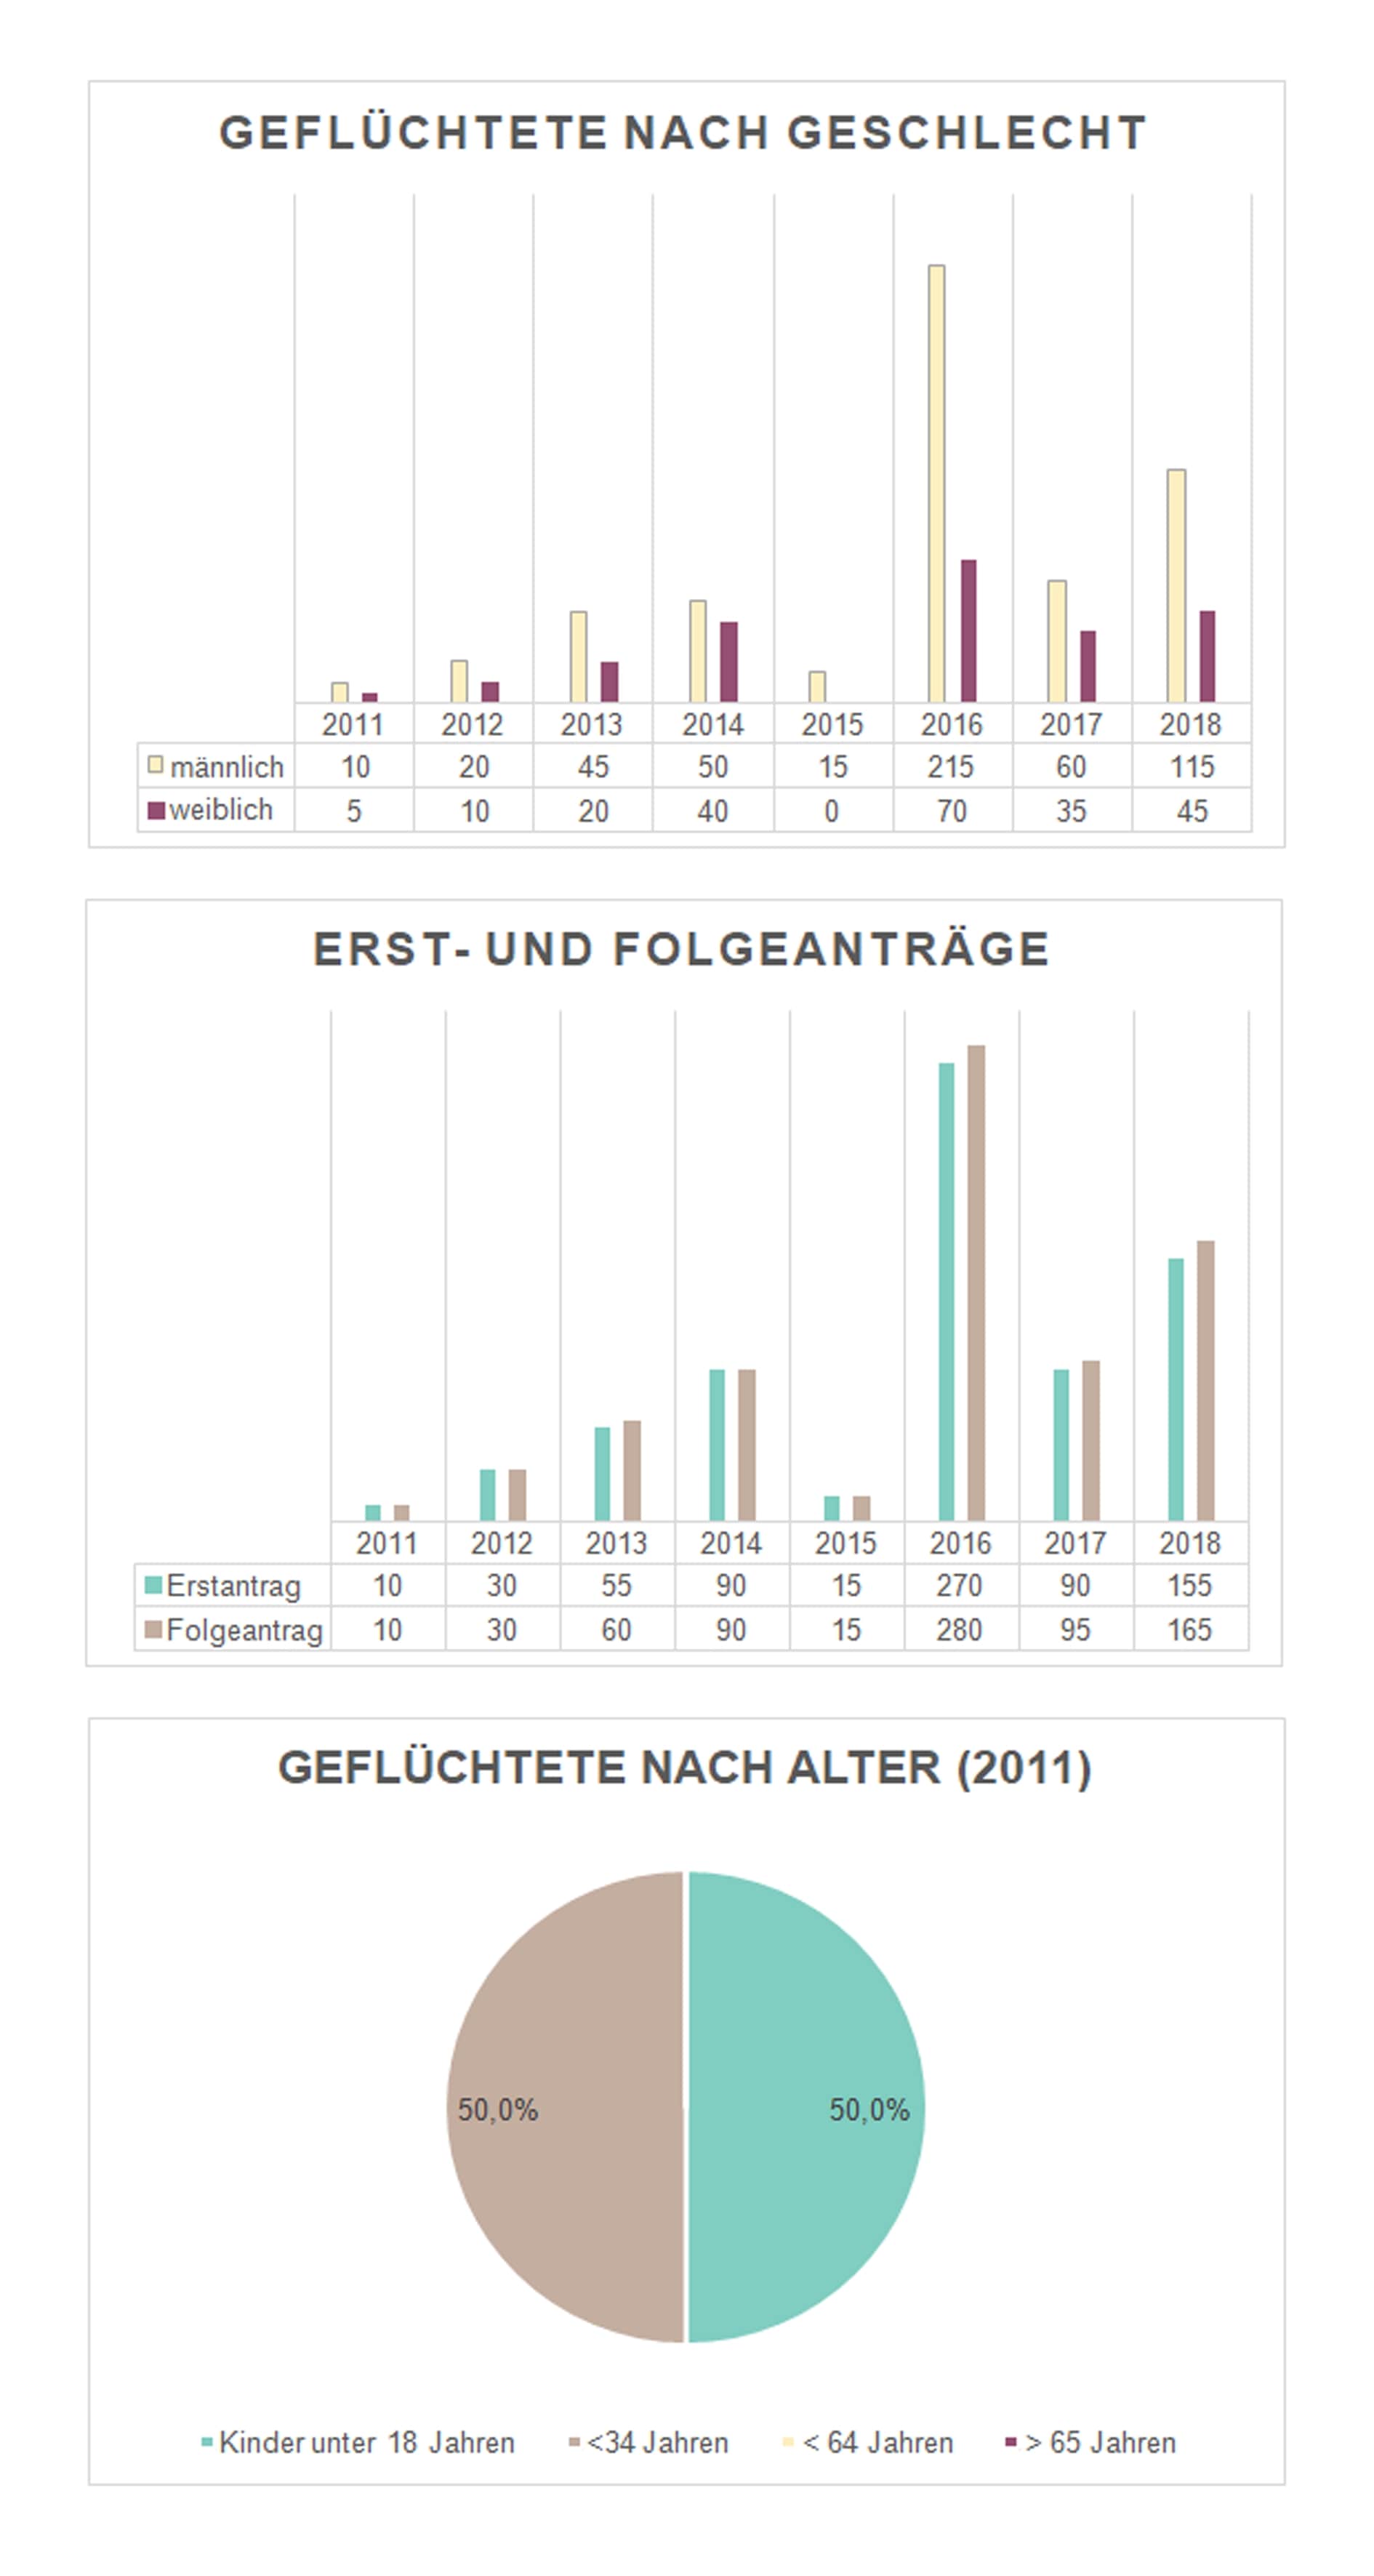 GEFLÜCHTETE NACH GESCHLECHT
2011 2012 2013 2014 2015 2016 2017 2018
männlich 10 20 45 50 15 215 60 115
weiblich 5 10 20 40 0 70 35 45
ERST- UND FOLGEANTRÄGE
2011 2012 2013 2014 2015 2016 2017 2018
Erstantrag 10 30 55 90 15 270 90 155
Folgeantrag 10 30 60 90 15 280 95 165
GEFLÜCHTETE NACH ALTER (2011)
50,0% 50,0%
Kinder unter 18 Jahren <34 Jahren < 64 Jahren > 65 Jahren